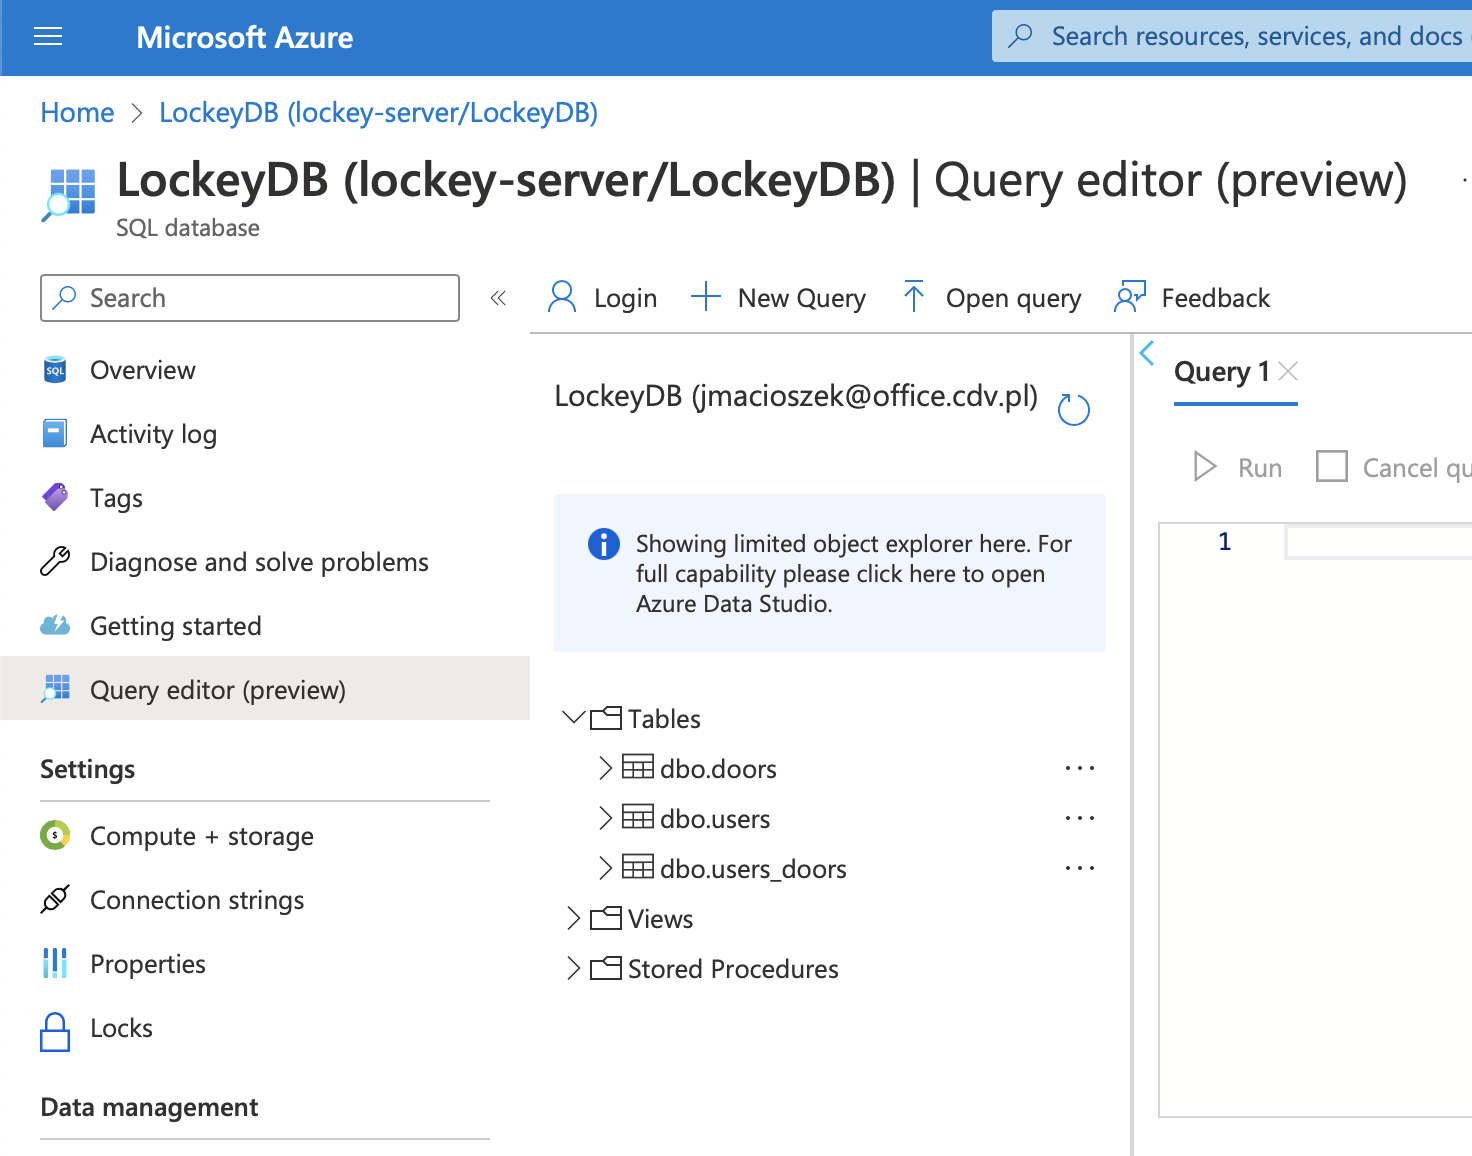 Microsoft Azure
Search resources, services, and docs
Home > LockeyDB (lockey-server/LockeyDB)
LockeyDB (lockey-server/LockeyDB) | Query editor (preview)
SQL database
Search
«
Login
New Query
Open query
Feedback
SQL
Overview
Activity log
Tags
Diagnose and solve problems
Getting started
Query editor (preview)
Settings
Compute + storage
Connection strings
Properties
Locks
Data management
LockeyDB (jmacioszek@office.cdv.pl)
Showing limited object explorer here. For
full capability please click here to open
Azure Data Studio.
Tables
dbo.doors
dbo.users
dbo.users_doors
Views
Stored Procedures
Query 1
Run
Cancel qu
1